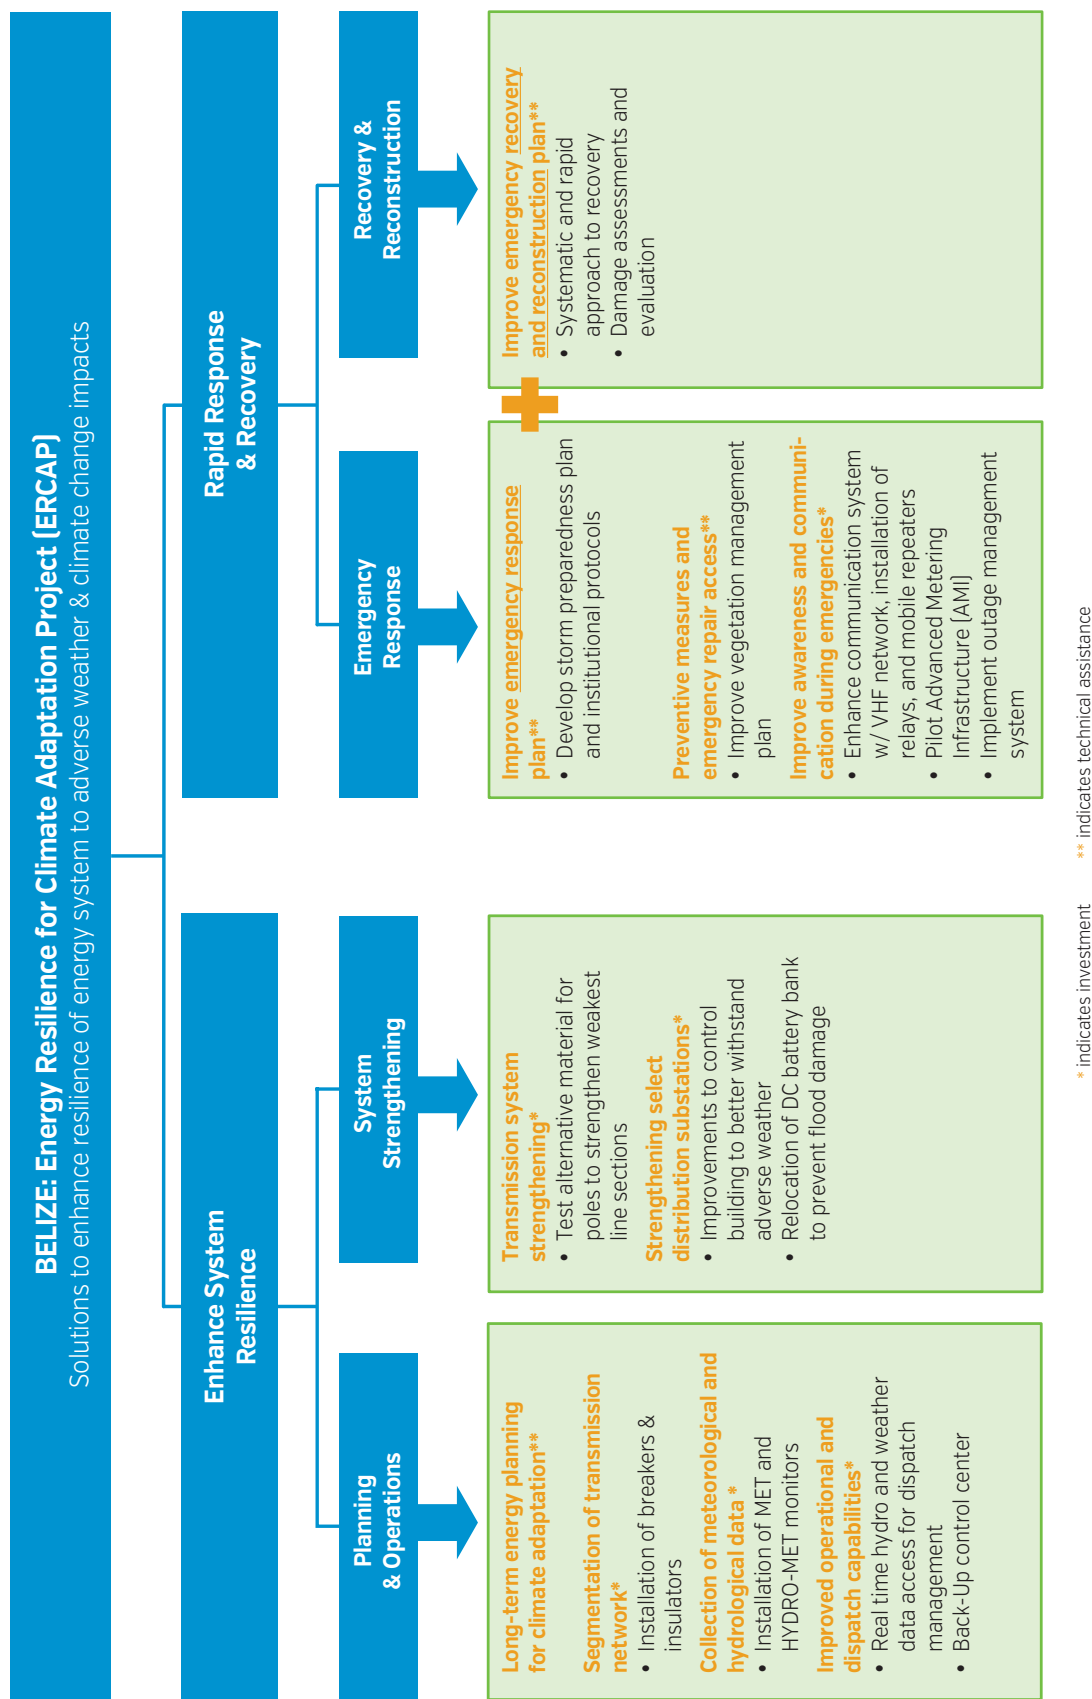 BELIZE: Energy Resilience for Climate Adaptation Project (ERCAP)
Solutions to enhance resilience of energy system to adverse weather & climate change impacts
Enhance System
Resilience
Rapid Response
& Recovery
Planning
& Operations
System
Strengthening
Emergency
Response
Recovery &
Reconstruction
Long-term energy planning
for climate adaptation**
Segmentation of transmission
network*
• Installation of breakers &
insulators
Collection of meteorological and
hydrological data *
• Installation of MET and
HYDRO-MET monitors
Improved operational and
dispatch capabilities*
• Real time hydro and weather
data access for dispatch
management
• Back-Up control center
Transmission system
strengthening*
• Test alternative material for
poles to strengthen weakest
line sections
Strengthening select
distribution substations*
• Improvements to control
building to better withstand
adverse weather
• Relocation of DC battery bank
to prevent flood damage
Improve emergency response
plan**
• Develop storm preparedness plan
and institutional protocols
Preventive measures and
emergency repair access**
• Improve vegetation management
plan
Improve awareness and communi-
cation during emergencies*
• Enhance communication system
w/ VHF network, installation of
relays, and mobile repeaters
• Pilot Advanced Metering
Infrastructure (AMI)
• Implement outage management
system
Improve emergency recovery
and reconstruction plan**
• Systematic and rapid
approach to recovery
• Damage assessments and
evaluation
* indicates investment
** indicates technical assistance